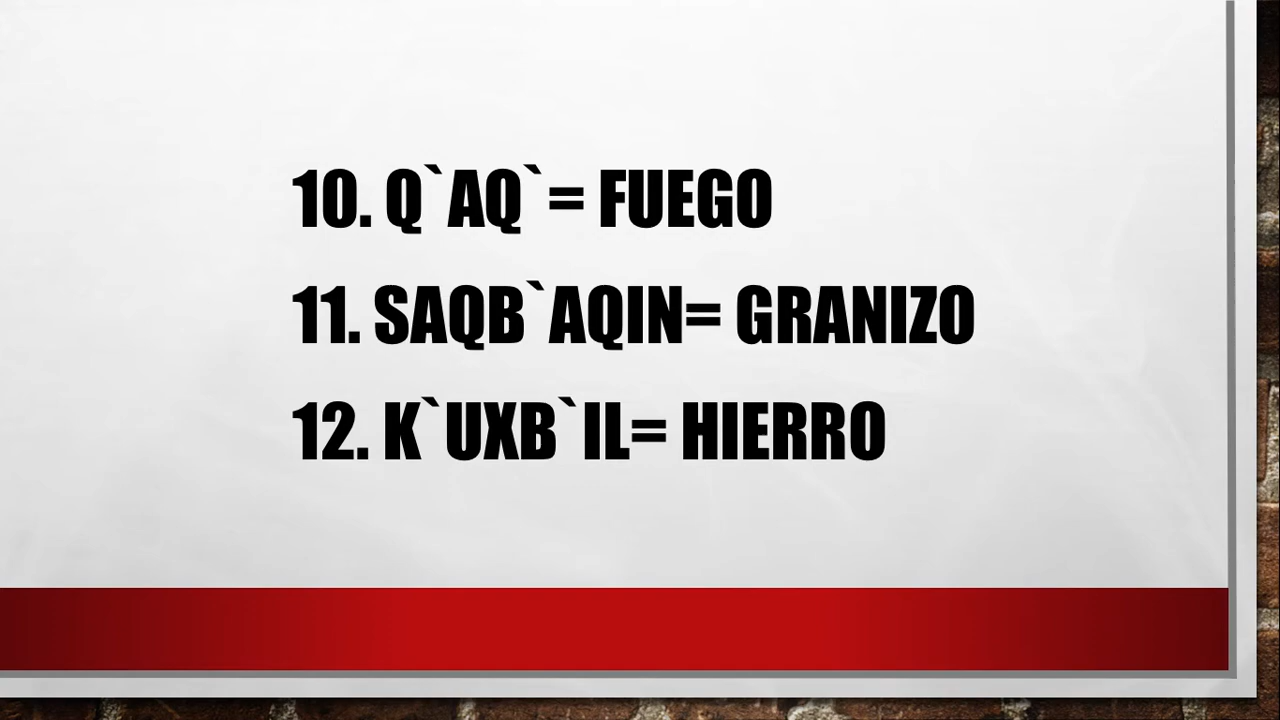 10. Q`AQ`= FUEGO
11. SAQB`AQIN= GRANIZO
12. K`UXB`IL= HIERRO